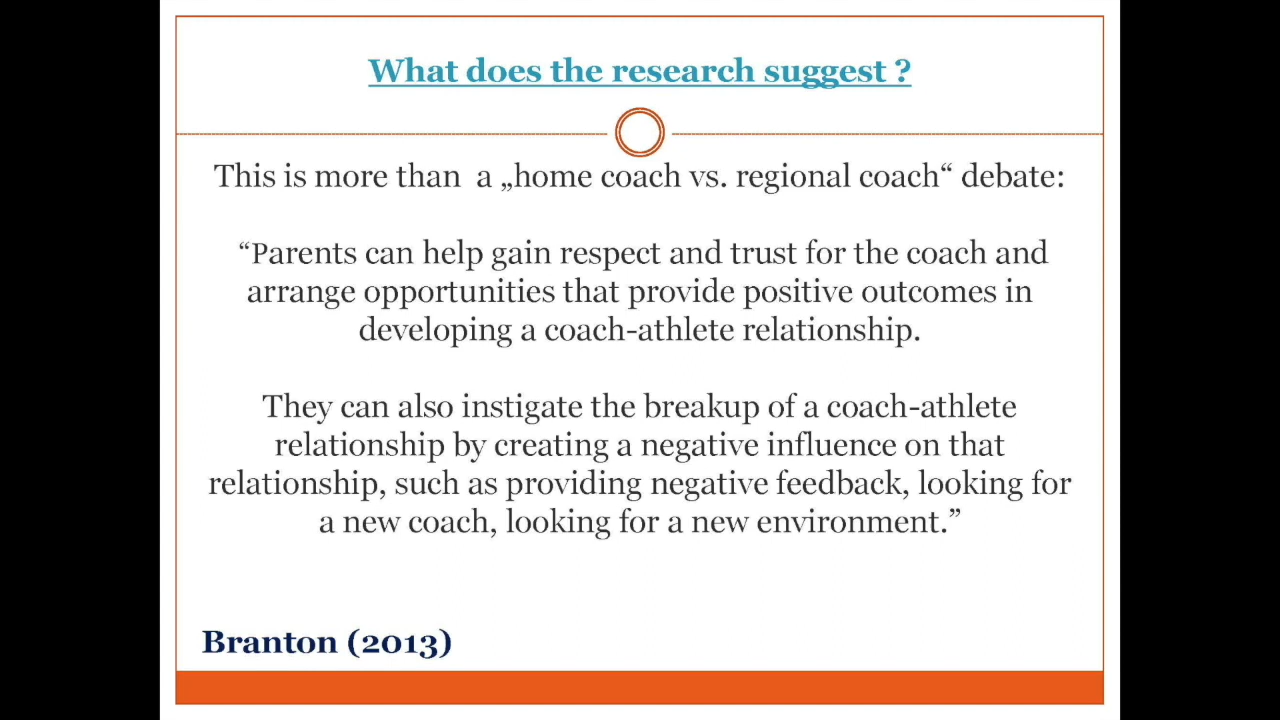 What does the research suggest ?
This is more than a „home coach vs. regional coach“ debate:
“Parents can help gain respect and trust for the coach and
arrange opportunities that provide positive outcomes in
developing a coach-athlete relationship.
They can also instigate the breakup of a coach-athlete
relationship by creating a negative influence on that
relationship, such as providing negative feedback, looking for
a new coach, looking for a new environment.”
Branton (2013)